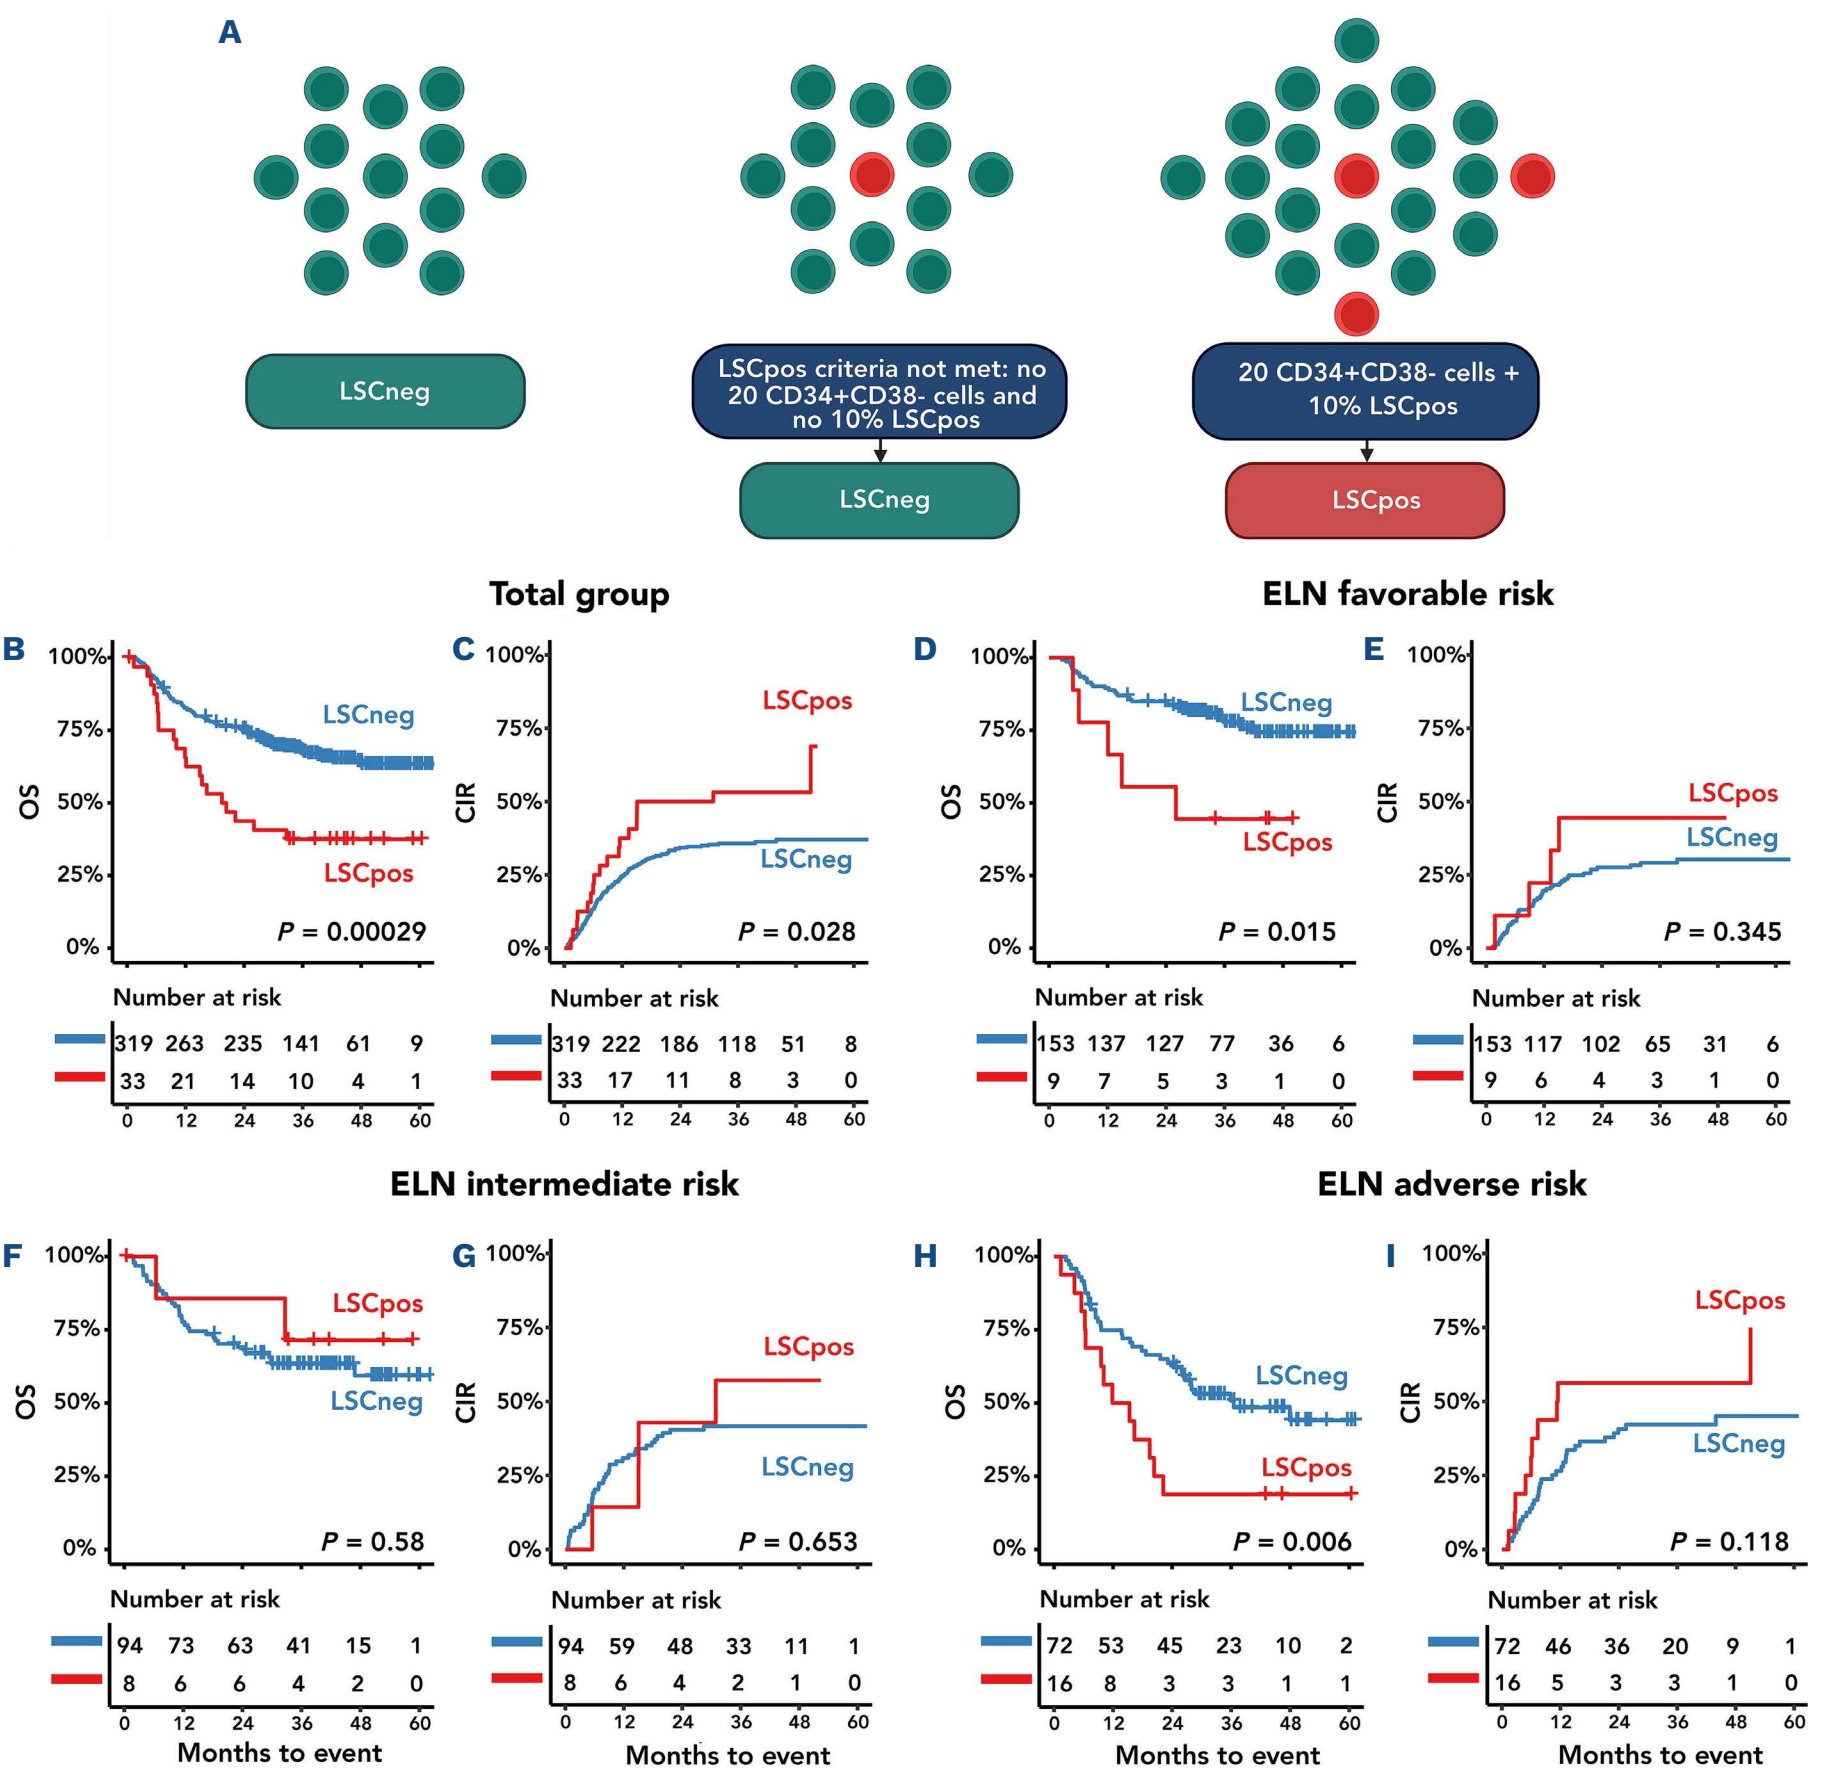 A
LSCneg
LSCpos criteria not met: no
20 CD34+CD38- cells and
no 10% LSCpos
LSCneg
20 CD34+CD38- cells +
10% LSCpos
LSCpos
Total group
ELN favorable risk
B
OS
100%
75%
50%
25%
0%
LSCneg
LSCpos
P = 0.00029
Number at risk
319 263 235 141 61 9
33 21 14 10 4 1
0 12 24 36 48 60
C
CIR
100%
75%
50%
25%
0%
LSCpos
LSCneg
P = 0.028
Number at risk
319 222 186 118 51 8
33 17 11 8 3 0
0 12 24 36 48 60
D
OS
100%
75%
50%
25%
0%
LSCneg
LSCpos
P = 0.015
Number at risk
153 137 127 77 36 6
9 7 5 3 1 0
0 12 24 36 48 60
E
CIR
100%
75%
50%
25%
0%
LSCpos
LSCneg
P = 0.345
Number at risk
153 117 102 65 31 6
9 6 4 3 1 0
0 12 24 36 48 60
ELN intermediate risk
ELN adverse risk
F
OS
100%
75%
50%
25%
0%
LSCpos
LSCneg
P = 0.58
Number at risk
94 73 63 41 15 1
8 6 6 4 2 0
0 12 24 36 48 60
Months to event
G
CIR
100%
75%
50%
25%
0%
LSCpos
LSCneg
P = 0.653
Number at risk
94 59 48 33 11 1
8 6 4 2 1 0
0 12 24 36 48 60
Months to event
H
OS
100%
75%
50%
25%
0%
LSCneg
LSCpos
P = 0.006
Number at risk
72 53 45 23 10 2
16 8 3 3 1 1
0 12 24 36 48 60
Months to event
I
CIR
100%
75%
50%
25%
0%
LSCpos
LSCneg
P = 0.118
Number at risk
72 46 36 20 9 1
16 5 3 3 1 0
0 12 24 36 48 60
Months to event